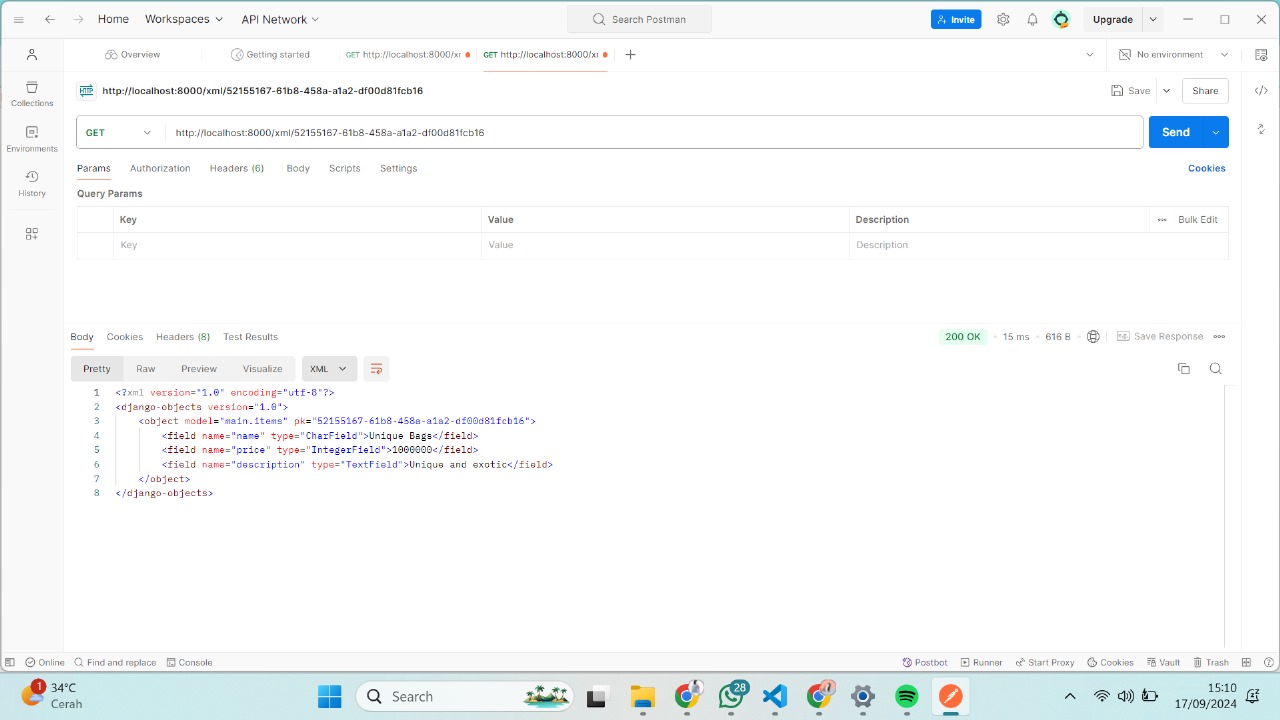 Home
Workspaces
API Network
Search Postman
Invite
Upgrade
Overview
Getting started
GET http://localhost:8000/xr
GET http://localhost:8000/xr
No environment
Collections
Environments
History
HTTP
http://localhost:8000/xml/52155167-61b8-458a-a1a2-df00d81fcb16
Save
Share
GET
http://localhost:8000/xml/52155167-61b8-458a-a1a2-df00d81fcb16
Send
Params
Authorization
Headers (6)
Body
Scripts
Settings
Cookies
Query Params
Key
Value
Description
Bulk Edit
Key
Value
Description
Body
Cookies
Headers (8)
Test Results
200 OK
15 ms
616 B
Save Response
Pretty
Raw
Preview
Visualize
XML
1 <?xml version="1.0" encoding="utf-8"?>
2 <django-objects version="1.0">
3 <object model="main.items" pk="52155167-61b8-458a-a1a2-df00d81fcb16">
4 <field name="name" type="CharField">Unique Bags</field>
5 <field name="price" type="IntegerField">1000000</field>
6 <field name="description" type="TextField">Unique and exotic</field>
7 </object>
8 </django-objects>
Online
Find and replace
Console
Postbot
Runner
Start Proxy
Cookies
Vault
Trash
1
34°C
Cerah
Search
28
15:10
17/09/2024